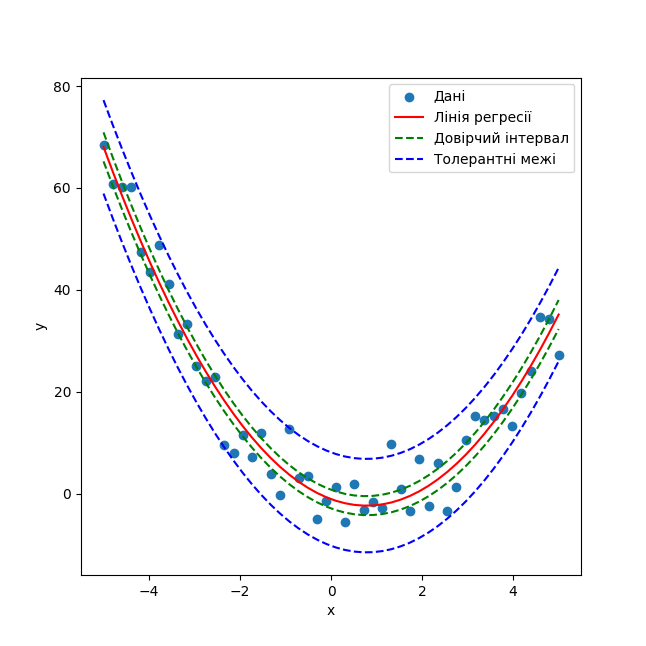 Дані
Лінія регресії
Довірчий інтервал
Толерантні межі
80
60
40
20
0
y
−4
−2
0
2
4
x